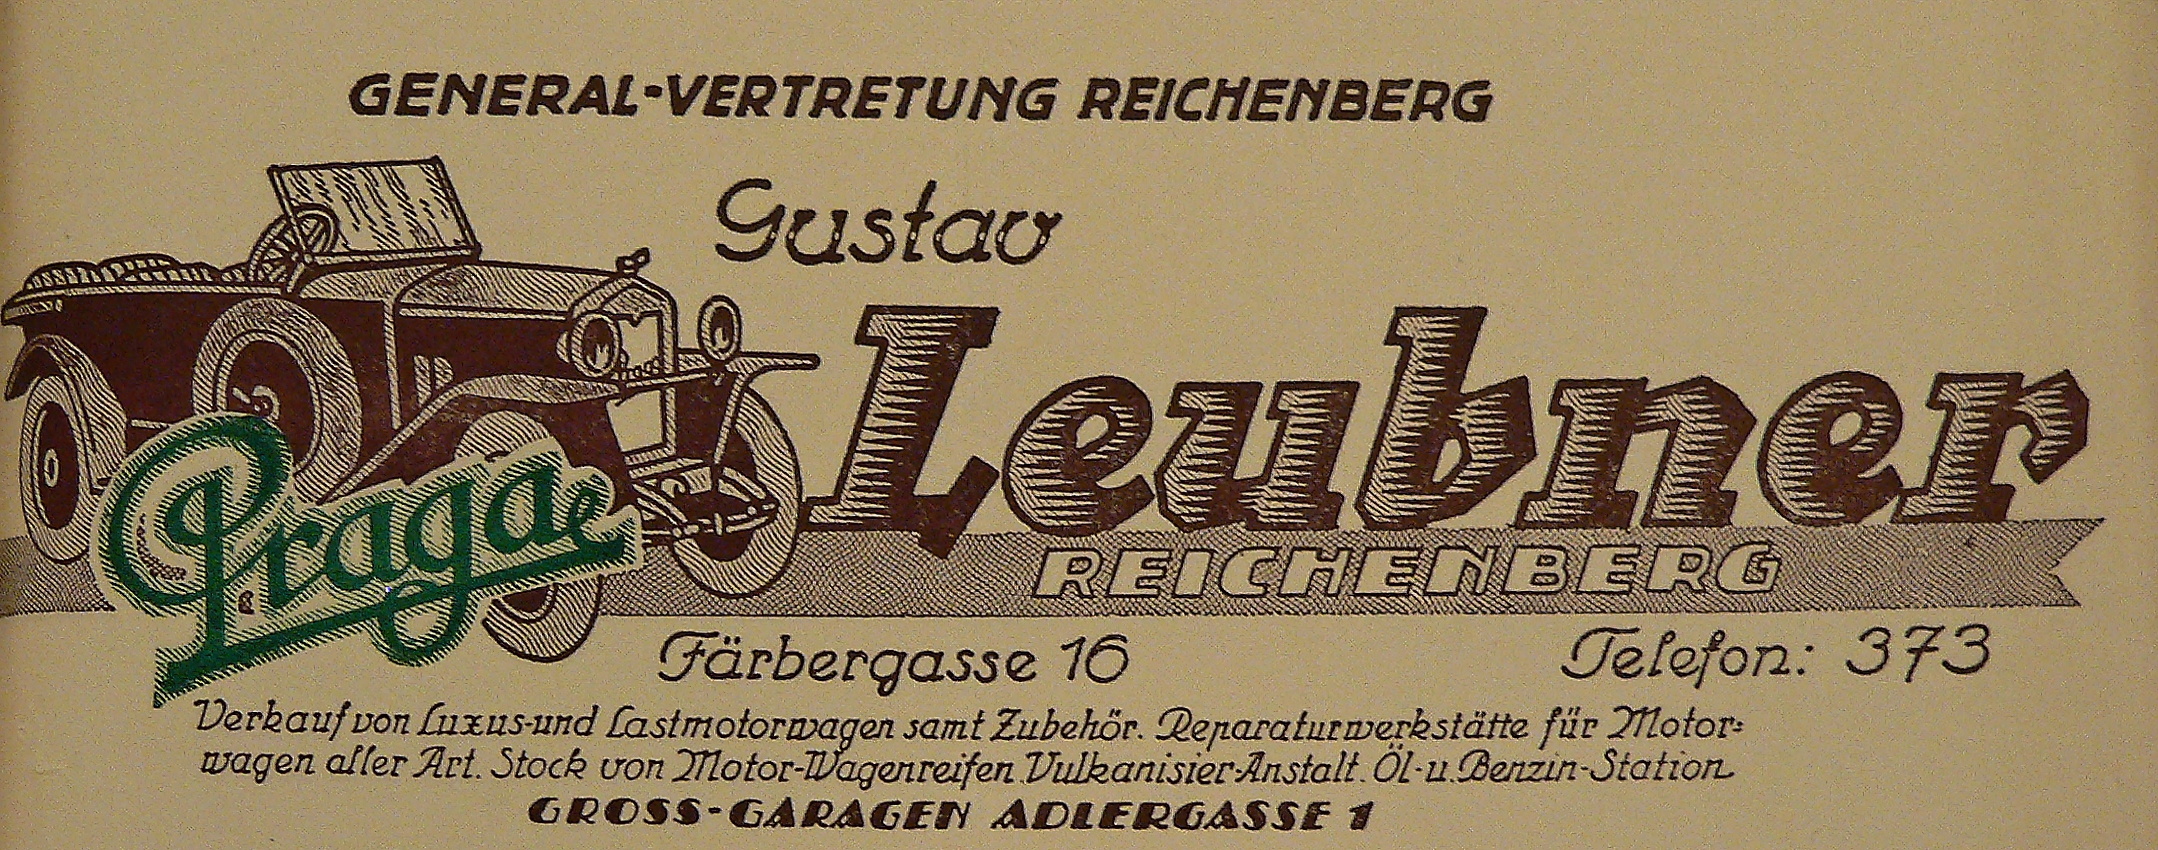 GENERAL-VERTRETUNG REICHENBERG
Gustav
Leubner
REICHENBERG
Praga
Praga
Färbergasse 16 Telefon: 373
Verkauf von Luxus-und Lastmotorwagen samt Zubehör. Reparaturwerkstätte für Motor=
wagen aller Art. Stock von Motor-Wagenreifen. Vulkanisier-Anstalt. Öl-u. Benzin-Station
GROSS-GARAGEN ADLERGASSE 1